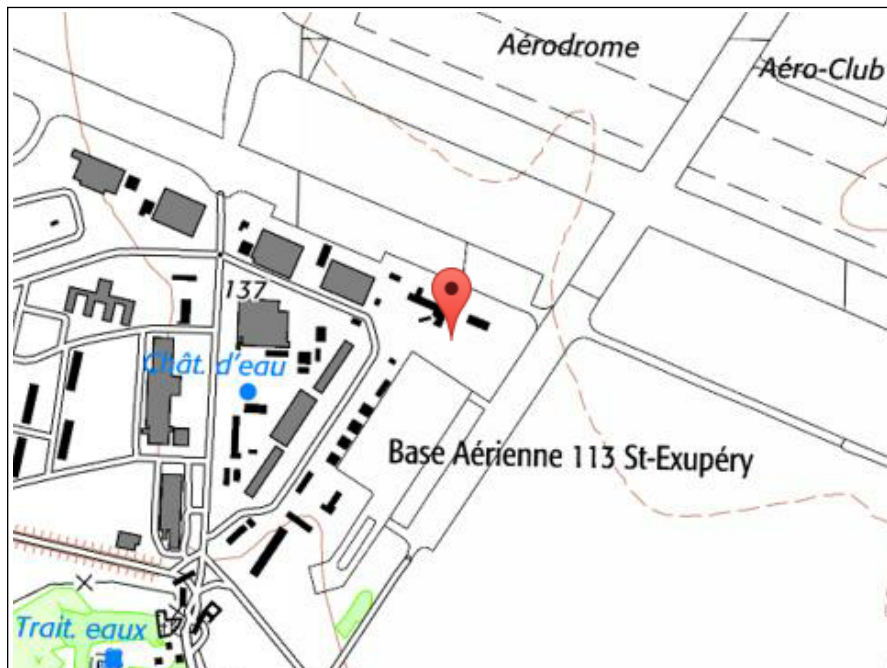 Aérodrome
Aéro-Club
137
Chât. d'eau
Base Aérienne 113 St-Exupéry
Trait. eaux